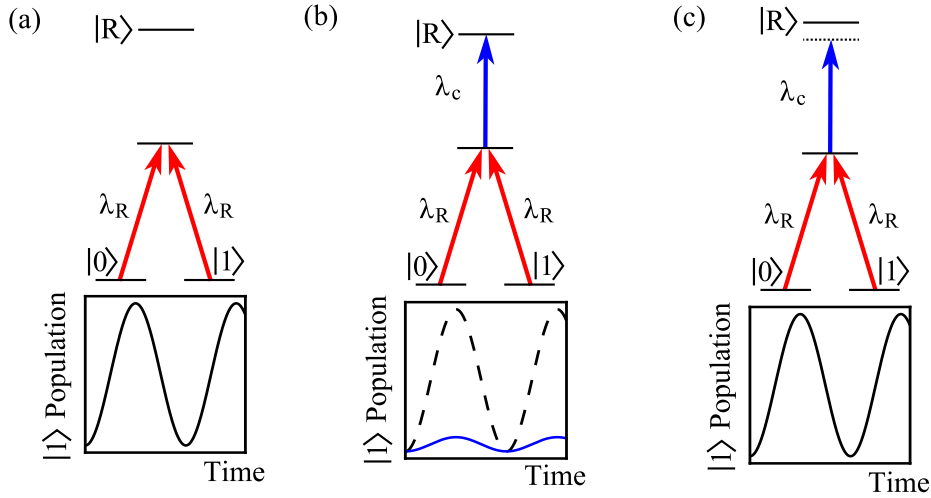 (a)
|R⟩
λR
λR
|0⟩
|1⟩
|1⟩ Population
Time
(b)
|R⟩
λc
λR
λR
|0⟩
|1⟩
|1⟩ Population
Time
(c)
|R⟩
λc
λR
λR
|0⟩
|1⟩
|1⟩ Population
Time